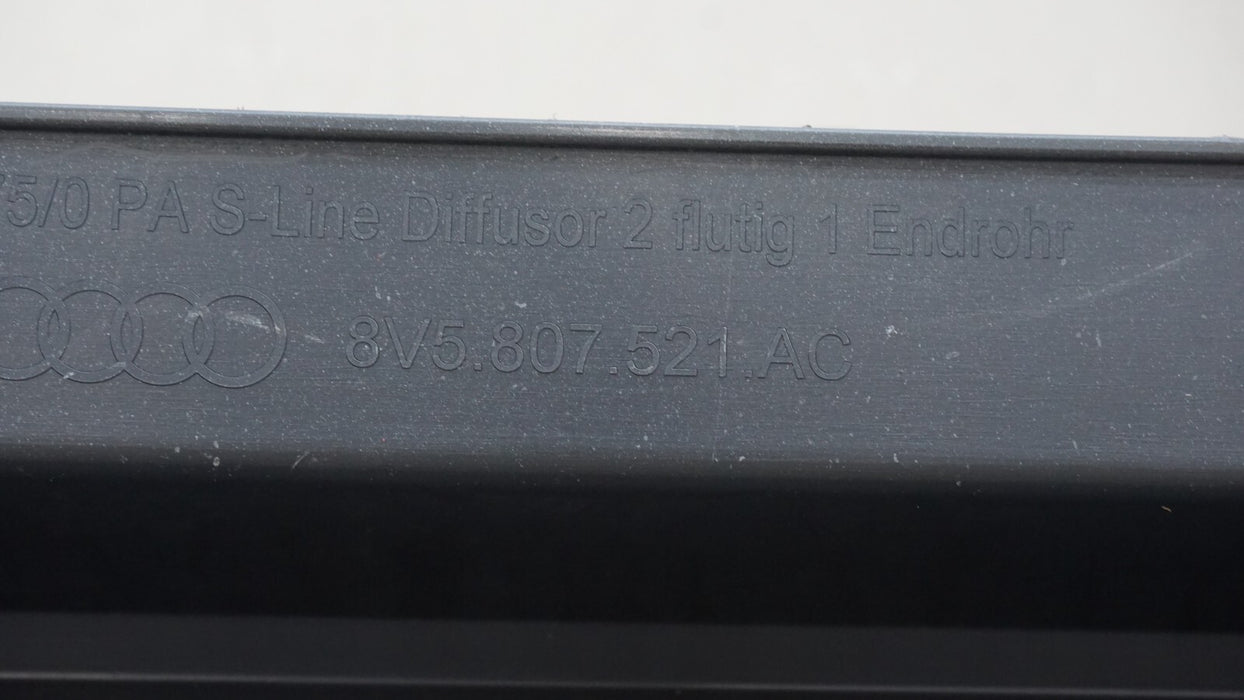 75/0 PA S-Line Diffusor 2 flutig 1 Endrohr
8V5.807.521.AC